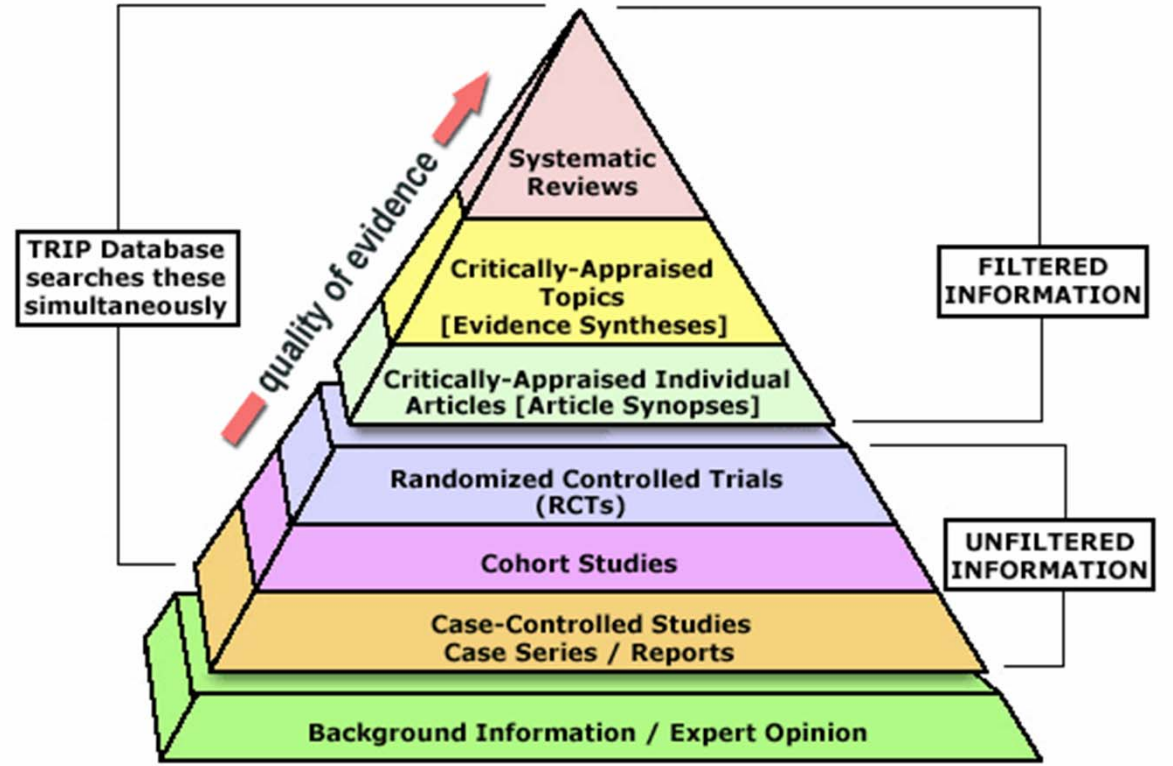 Systematic
Reviews
quality of evidence
TRIP Database
searches these
simultaneously
Critically-Appraised
Topics
[Evidence Syntheses]
FILTERED
INFORMATION
Critically-Appraised Individual
Articles [Article Synopses]
Randomized Controlled Trials
(RCTs)
UNFILTERED
INFORMATION
Cohort Studies
Case-Controlled Studies
Case Series / Reports
Background Information / Expert Opinion